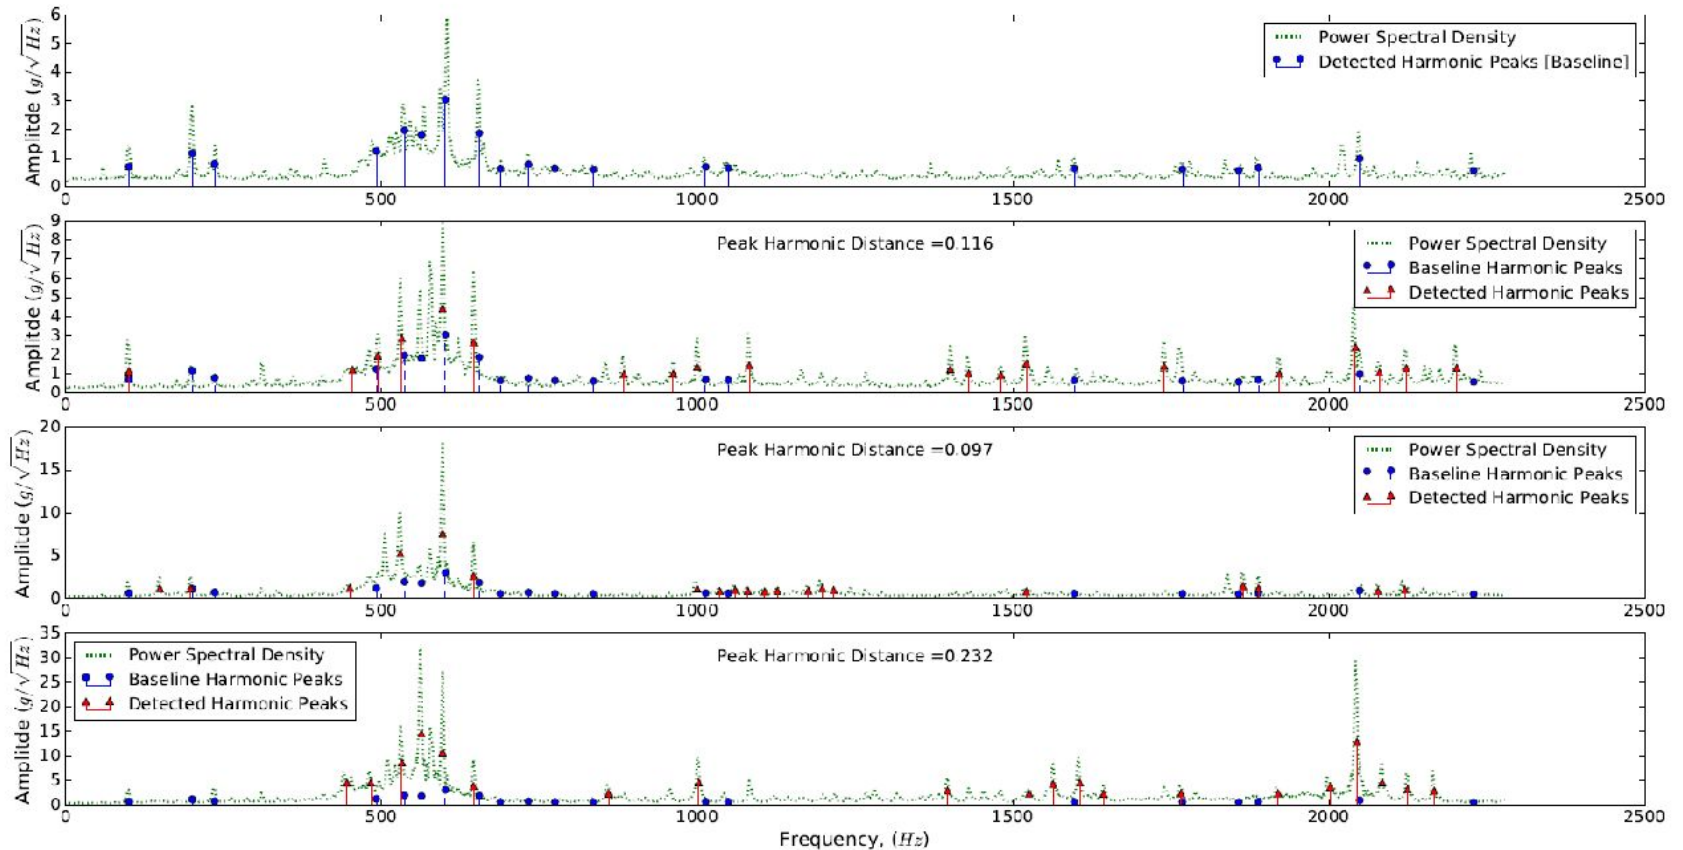 6
5
4
3
2
1
0
Amplitde (g/√Hz)
Power Spectral Density
Detected Harmonic Peaks [Baseline]
0 500 1000 1500 2000 2500
9
8
7
6
5
4
3
2
1
0
Amplitde (g/√Hz)
Peak Harmonic Distance =0.116
Power Spectral Density
Baseline Harmonic Peaks
Detected Harmonic Peaks
0 500 1000 1500 2000 2500
20
15
10
5
0
Amplitde (g/√Hz)
Peak Harmonic Distance =0.097
Power Spectral Density
Baseline Harmonic Peaks
Detected Harmonic Peaks
0 500 1000 1500 2000 2500
35
30
25
20
15
10
5
0
Amplitde (g/√Hz)
Power Spectral Density
Baseline Harmonic Peaks
Detected Harmonic Peaks
Peak Harmonic Distance =0.232
0 500 1000 1500 2000 2500
Frequency, (Hz)